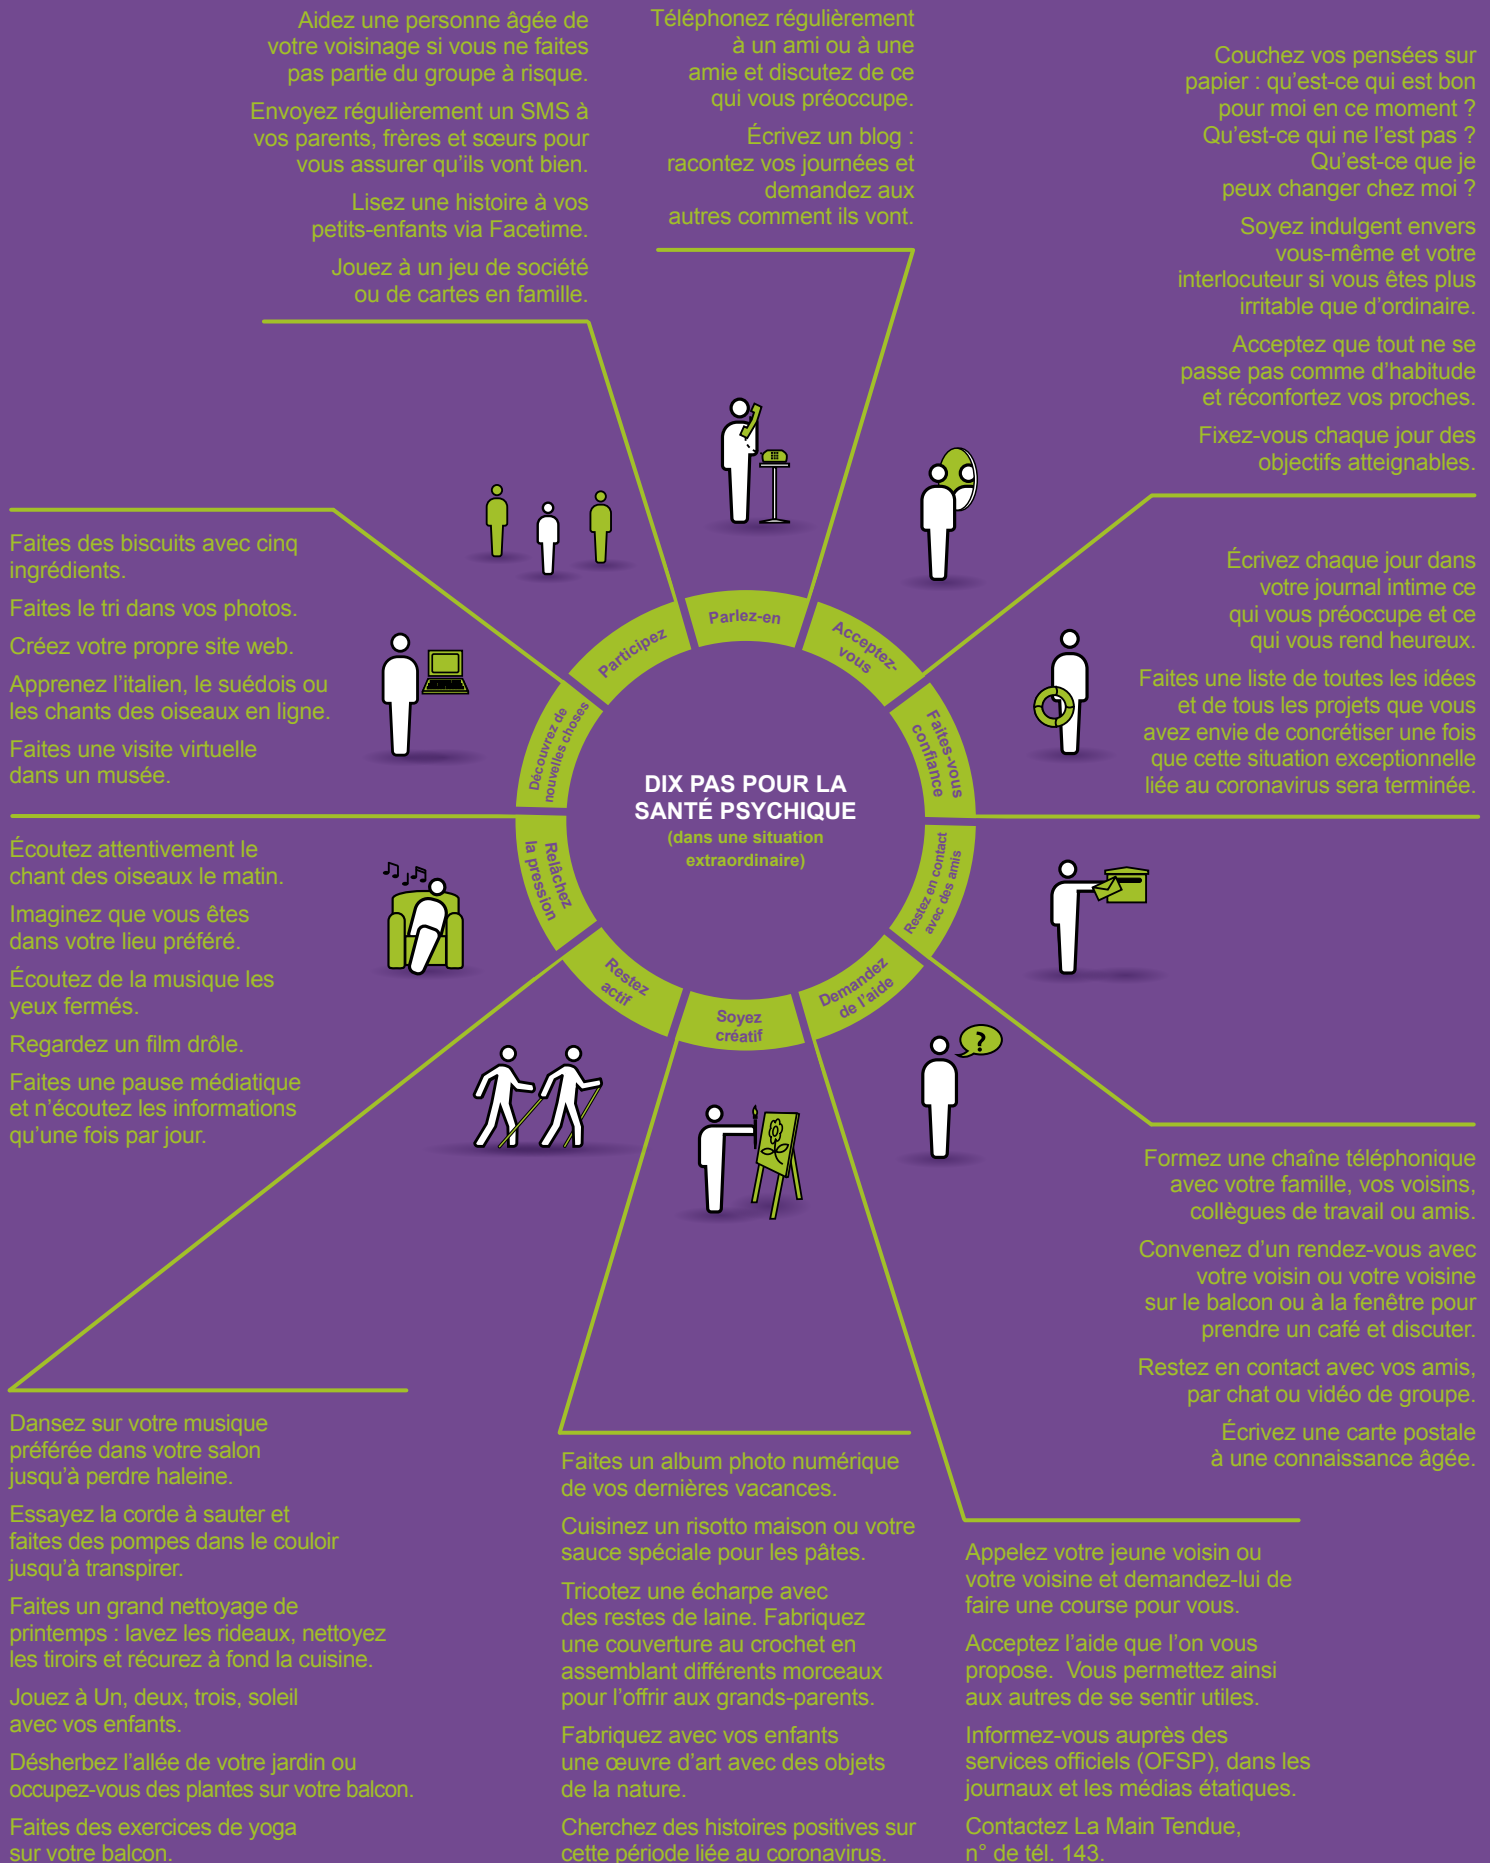 Aidez une personne âgée de
votre voisinage si vous ne faites
pas partie du groupe à risque.
Envoyez régulièrement un SMS à
vos parents, frères et sœurs pour
vous assurer qu’ils vont bien.
Lisez une histoire à vos
petits-enfants via Facetime.
Jouez à un jeu de société
ou de cartes en famille.
Téléphonez régulièrement
à un ami ou à une
amie et discutez de ce
qui vous préoccupe.
Écrivez un blog :
racontez vos journées et
demandez aux
autres comment ils vont.
Couchez vos pensées sur
papier : qu’est-ce qui est bon
pour moi en ce moment ?
Qu’est-ce qui ne l’est pas ?
Qu’est-ce que je
peux changer chez moi ?
Soyez indulgent envers
vous-même et votre
interlocuteur si vous êtes plus
irritable que d’ordinaire.
Acceptez que tout ne se
passe pas comme d’habitude
et réconfortez vos proches.
Fixez-vous chaque jour des
objectifs atteignables.
Faites des biscuits avec cinq
ingrédients.
Faites le tri dans vos photos.
Créez votre propre site web.
Apprenez l’italien, le suédois ou
les chants des oiseaux en ligne.
Faites une visite virtuelle
dans un musée.
Écrivez chaque jour dans
votre journal intime ce
qui vous préoccupe et ce
qui vous rend heureux.
Faites une liste de toutes les idées
et de tous les projets que vous
avez envie de concrétiser une fois
que cette situation exceptionnelle
liée au coronavirus sera terminée.
Participez
Parlez-en
Acceptez-
vous
Découvrez de
nouvelles choses
Faites-vous
confiance
DIX PAS POUR LA
SANTÉ PSYCHIQUE
(dans une situation
extraordinaire)
Relâchez
la pression
Restez en contact
avec des amis
Restez
actif
Soyez
créatif
Demandez
de l’aide
?
Écoutez attentivement le
chant des oiseaux le matin.
Imaginez que vous êtes
dans votre lieu préféré.
Écoutez de la musique les
yeux fermés.
Regardez un film drôle.
Faites une pause médiatique
et n’écoutez les informations
qu’une fois par jour.
Formez une chaîne téléphonique
avec votre famille, vos voisins,
collègues de travail ou amis.
Convenez d’un rendez-vous avec
votre voisin ou votre voisine
sur le balcon ou à la fenêtre pour
prendre un café et discuter.
Restez en contact avec vos amis,
par chat ou vidéo de groupe.
Écrivez une carte postale
à une connaissance âgée.
Dansez sur votre musique
préférée dans votre salon
jusqu’à perdre haleine.
Essayez la corde à sauter et
faites des pompes dans le couloir
jusqu’à transpirer.
Faites un grand nettoyage de
printemps : lavez les rideaux, nettoyez
les tiroirs et récurez à fond la cuisine.
Jouez à Un, deux, trois, soleil
avec vos enfants.
Désherbez l’allée de votre jardin ou
occupez-vous des plantes sur votre balcon.
Faites des exercices de yoga
sur votre balcon.
Faites un album photo numérique
de vos dernières vacances.
Cuisinez un risotto maison ou votre
sauce spéciale pour les pâtes.
Tricotez une écharpe avec
des restes de laine. Fabriquez
une couverture au crochet en
assemblant différents morceaux
pour l’offrir aux grands-parents.
Fabriquez avec vos enfants
une œuvre d’art avec des objets
de la nature.
Cherchez des histoires positives sur
cette période liée au coronavirus.
Appelez votre jeune voisin ou
votre voisine et demandez-lui de
faire une course pour vous.
Acceptez l’aide que l’on vous
propose. Vous permettez ainsi
aux autres de se sentir utiles.
Informez-vous auprès des
services officiels (OFSP), dans les
journaux et les médias étatiques.
Contactez La Main Tendue,
n° de tél. 143.